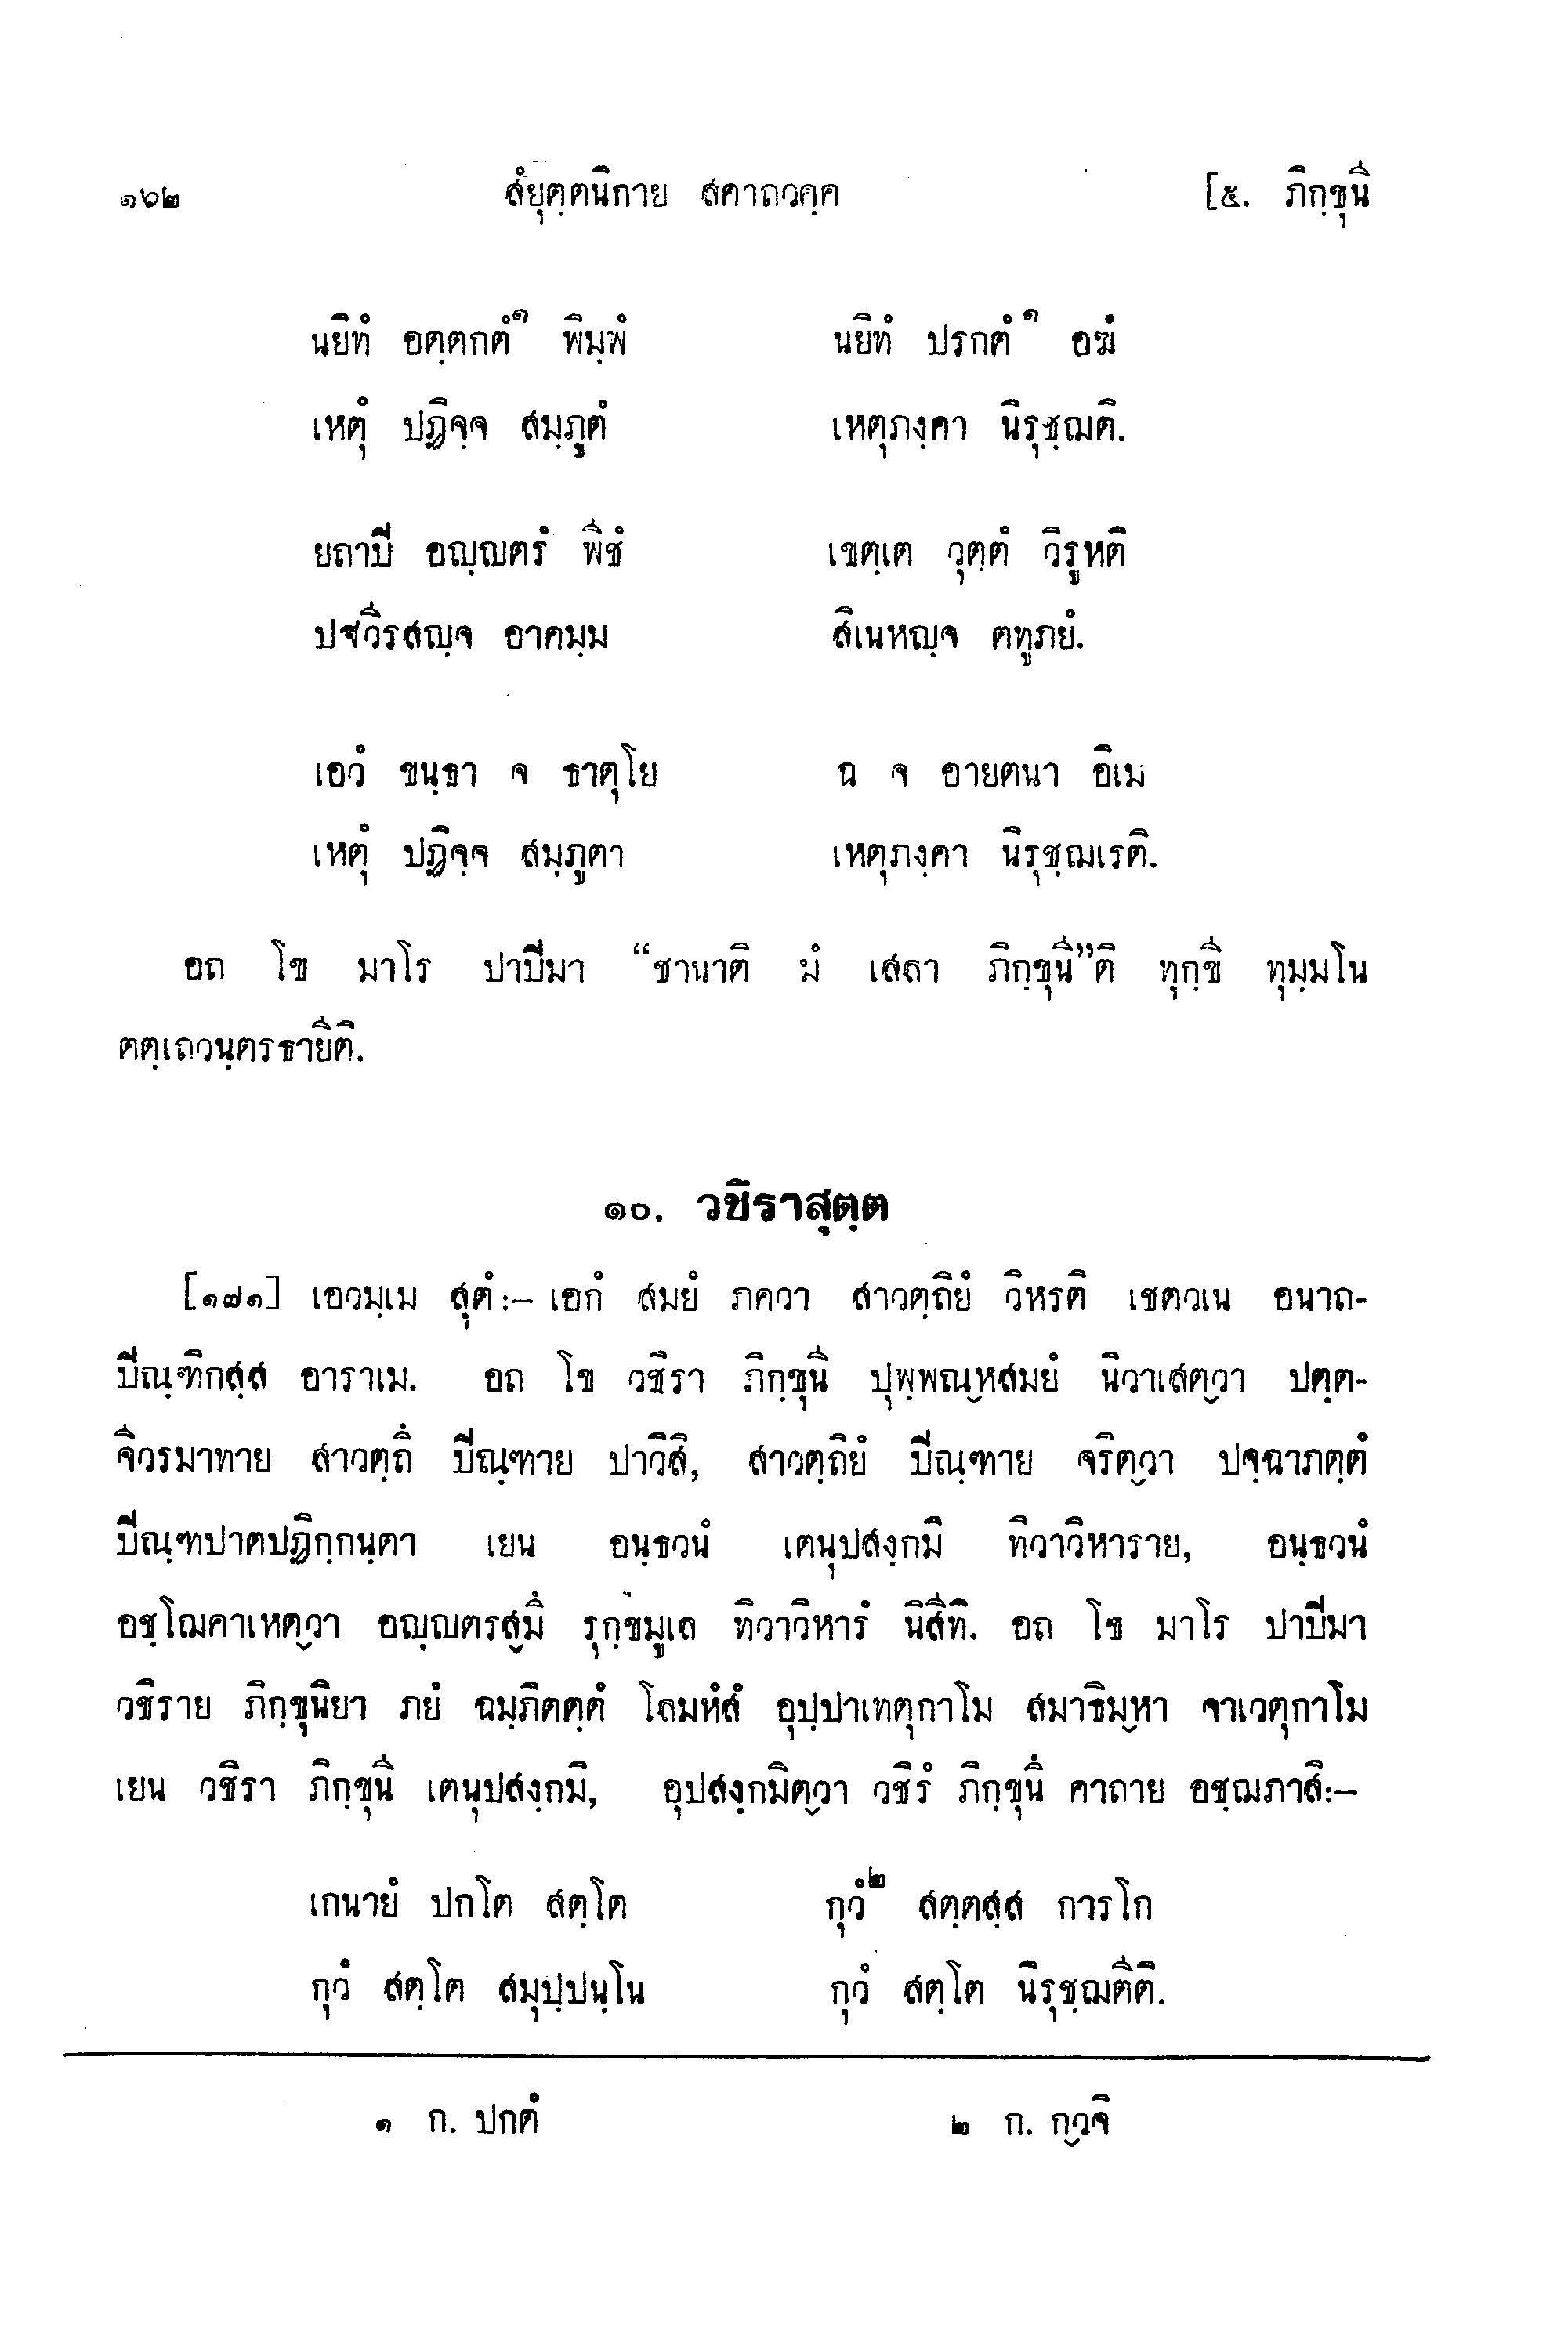 ๑๖๒ สํยุตฺตนิกาย สคาถวคฺค [๕. ภิกฺขุนี
นยิทํ อตฺตกตํ๑ พิมฺพํ นยิทํ ปรกตํ๑ อฆํ
เหตุํ ปฏิจฺจ สมฺภูตํ เหตุภงฺคา นิรุชฺฌติ.
ยถาปิ อญฺญตรํ พีชํ เขตฺเต วุตฺตํ วิรูหติ
ปฐวีรสญฺจ อาคมฺม สิเนหญฺจ ตทูภยํ.
เอวํ ขนฺธา จ ธาตุโย ฉ จ อายตนา อิเม
เหตุํ ปฏิจฺจ สมฺภูตา เหตุภงฺคา นิรุชฺฌเรติ.
อถ โข มาโร ปาปิมา “ชานาติ มํ เสลา ภิกฺขุนี”ติ ทุกฺขี ทุมฺมโน
ตตฺเถวนฺตรธายีติ.
๑๐. วชิราสุตฺต
[๑๗๑] เอวมฺเม สุตํ:– เอกํ สมยํ ภควา สาวตฺถิยํ วิหรติ เชตวเน อนาถ-
ปิณฺฑิกสฺส อาราเม. อถ โข วชิรา ภิกฺขุนี ปุพฺพณฺหสมยํ นิวาเสตฺวา ปตฺต-
จีวรมาทาย สาวตฺถึ ปิณฺฑาย ปาวิสิ, สาวตฺถิยํ ปิณฺฑาย จริตฺวา ปจฺฉาภตฺตํ
ปิณฺฑปาตปฏิกฺกนฺตา เยน อนฺธวนํ เตนุปสงฺกมิ ทิวาวิหาราย, อนฺธวนํ
อชฺโฌคาเหตฺวา อญฺญตรสฺมึ รุกฺขมูเล ทิวาวิหารํ นิสีทิ. อถ โข มาโร ปาปิมา
วชิราย ภิกฺขุนิยา ภยํ ฉมฺภิตตฺตํ โลมหํสํ อุปฺปาเทตุกาโม สมาธิมฺหา จาเวตุกาโม
เยน วชิรา ภิกฺขุนี เตนุปสงฺกมิ, อุปสงฺกมิตฺวา วชิรํ ภิกฺขุนึ คาถาย อชฺฌภาสิ:–
เกนายํ ปกโต สตฺโต กุวํ๒ สตฺตสฺส การโก
กุวํ สตฺโต สมุปฺปนฺโน กุวํ สตฺโต นิรุชฺฌตีติ.
๑ ก. ปกตํ ๒ ก. กฺวจิ